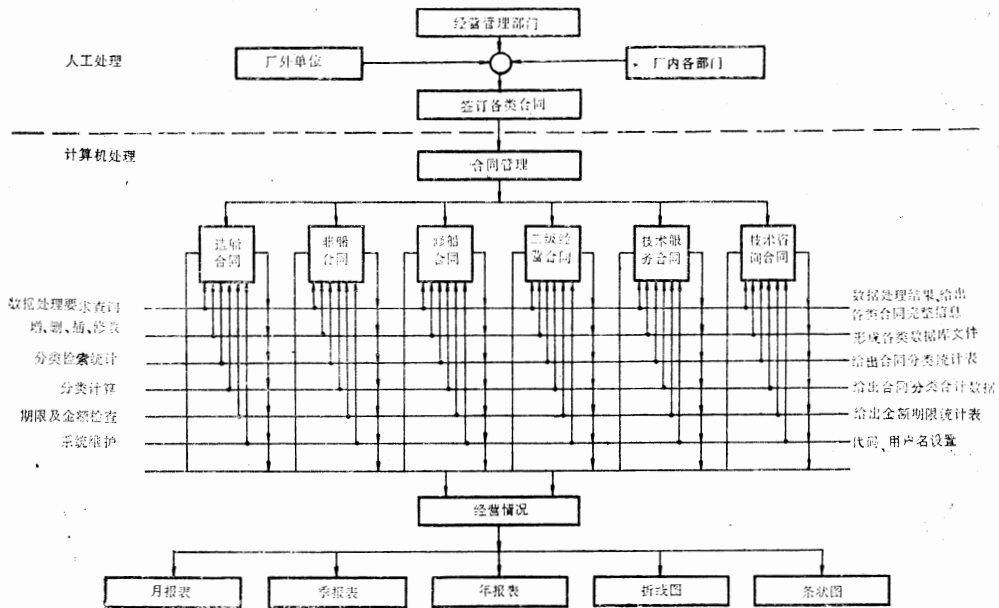 经营管理部门
人工处理
厂外单位
厂内各部门
签订各类合同
计算机处理
合同管理
造船
合同
非船
合同
修船
合同
三级经
营合同
技术服
务合同
技术咨
询合同
数据处理要求查询
数据处理结果,给出
各类合同完整信息
增、删、插、修改
形成各类数据库文件
分类检索统计
给出合同分类统计表
分类计算
给出合同分类合计数据
期限及金额检查
给出金额期限统计表
系统维护
代码、用户名设置
经营情况
月报表
季报表
年报表
折线图
条状图